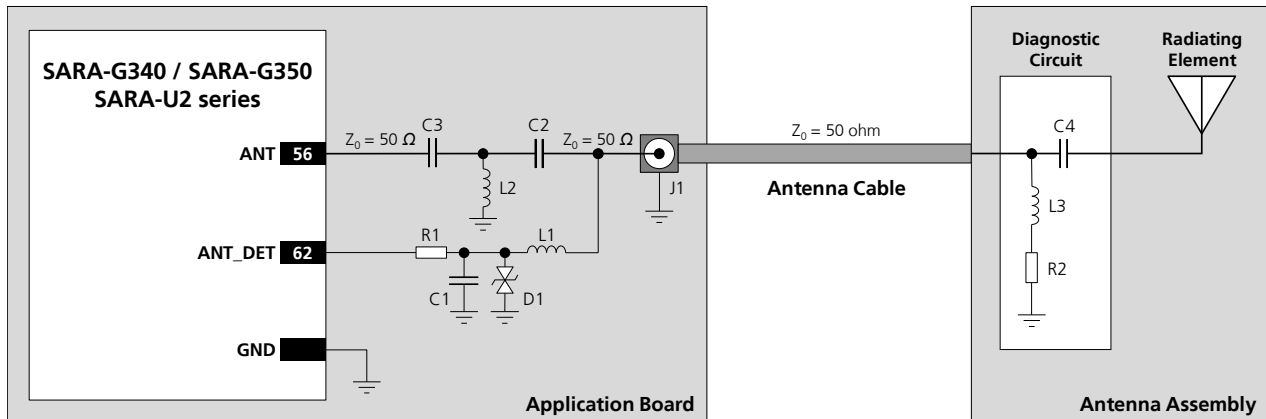 SARA-G340 / SARA-G350
SARA-U2 series
ANT 56
Z₀ = 50 Ω
C3
C2
Z₀ = 50 Ω
L2
J1
ANT_DET 62
R1
L1
C1
D1
GND
Application Board
Z₀ = 50 ohm
Antenna Cable
Diagnostic
Circuit
Radiating
Element
C4
L3
R2
Antenna Assembly